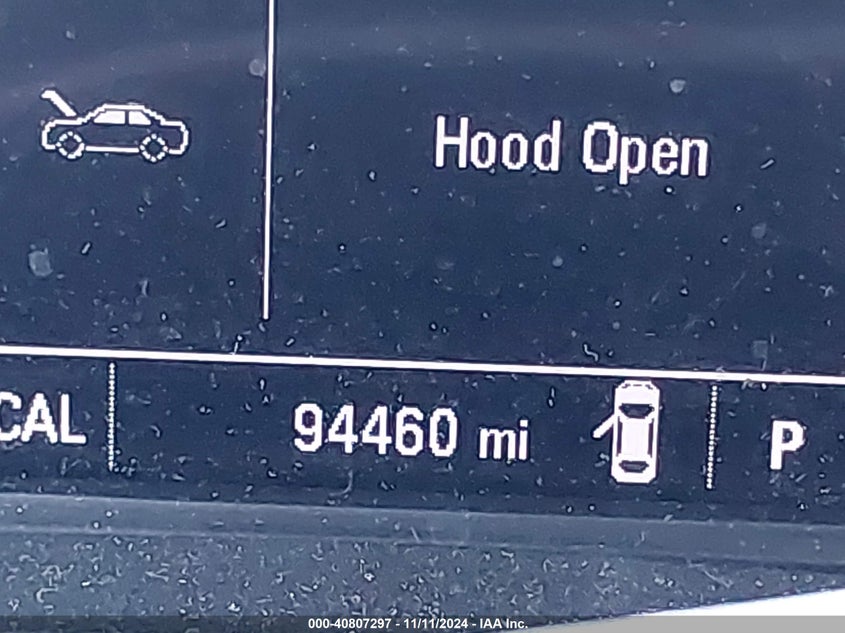 Hood Open
CAL
94460 mi
P
000-40807297 - 11/11/2024 - IAA Inc.